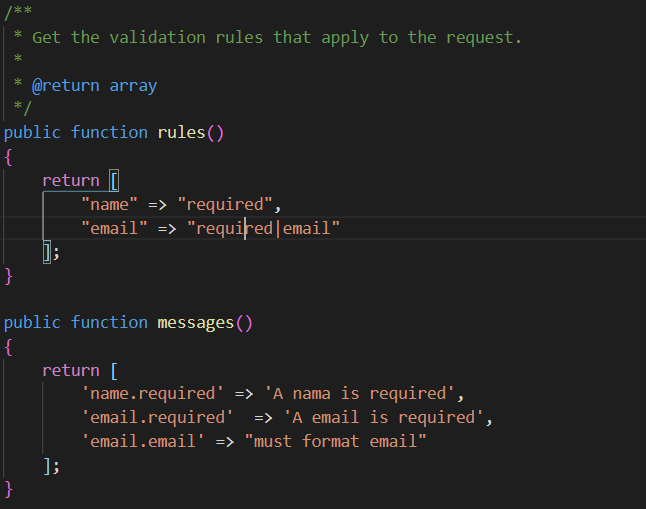 /**
 * Get the validation rules that apply to the request.
 *
 * @return array
 */
public function rules()
{
    return [
        "name" => "required",
        "email" => "required|email"
    ];
}

public function messages()
{
    return [
        'name.required' => 'A nama is required',
        'email.required'  => 'A email is required',
        'email.email' => "must format email"
    ];
}